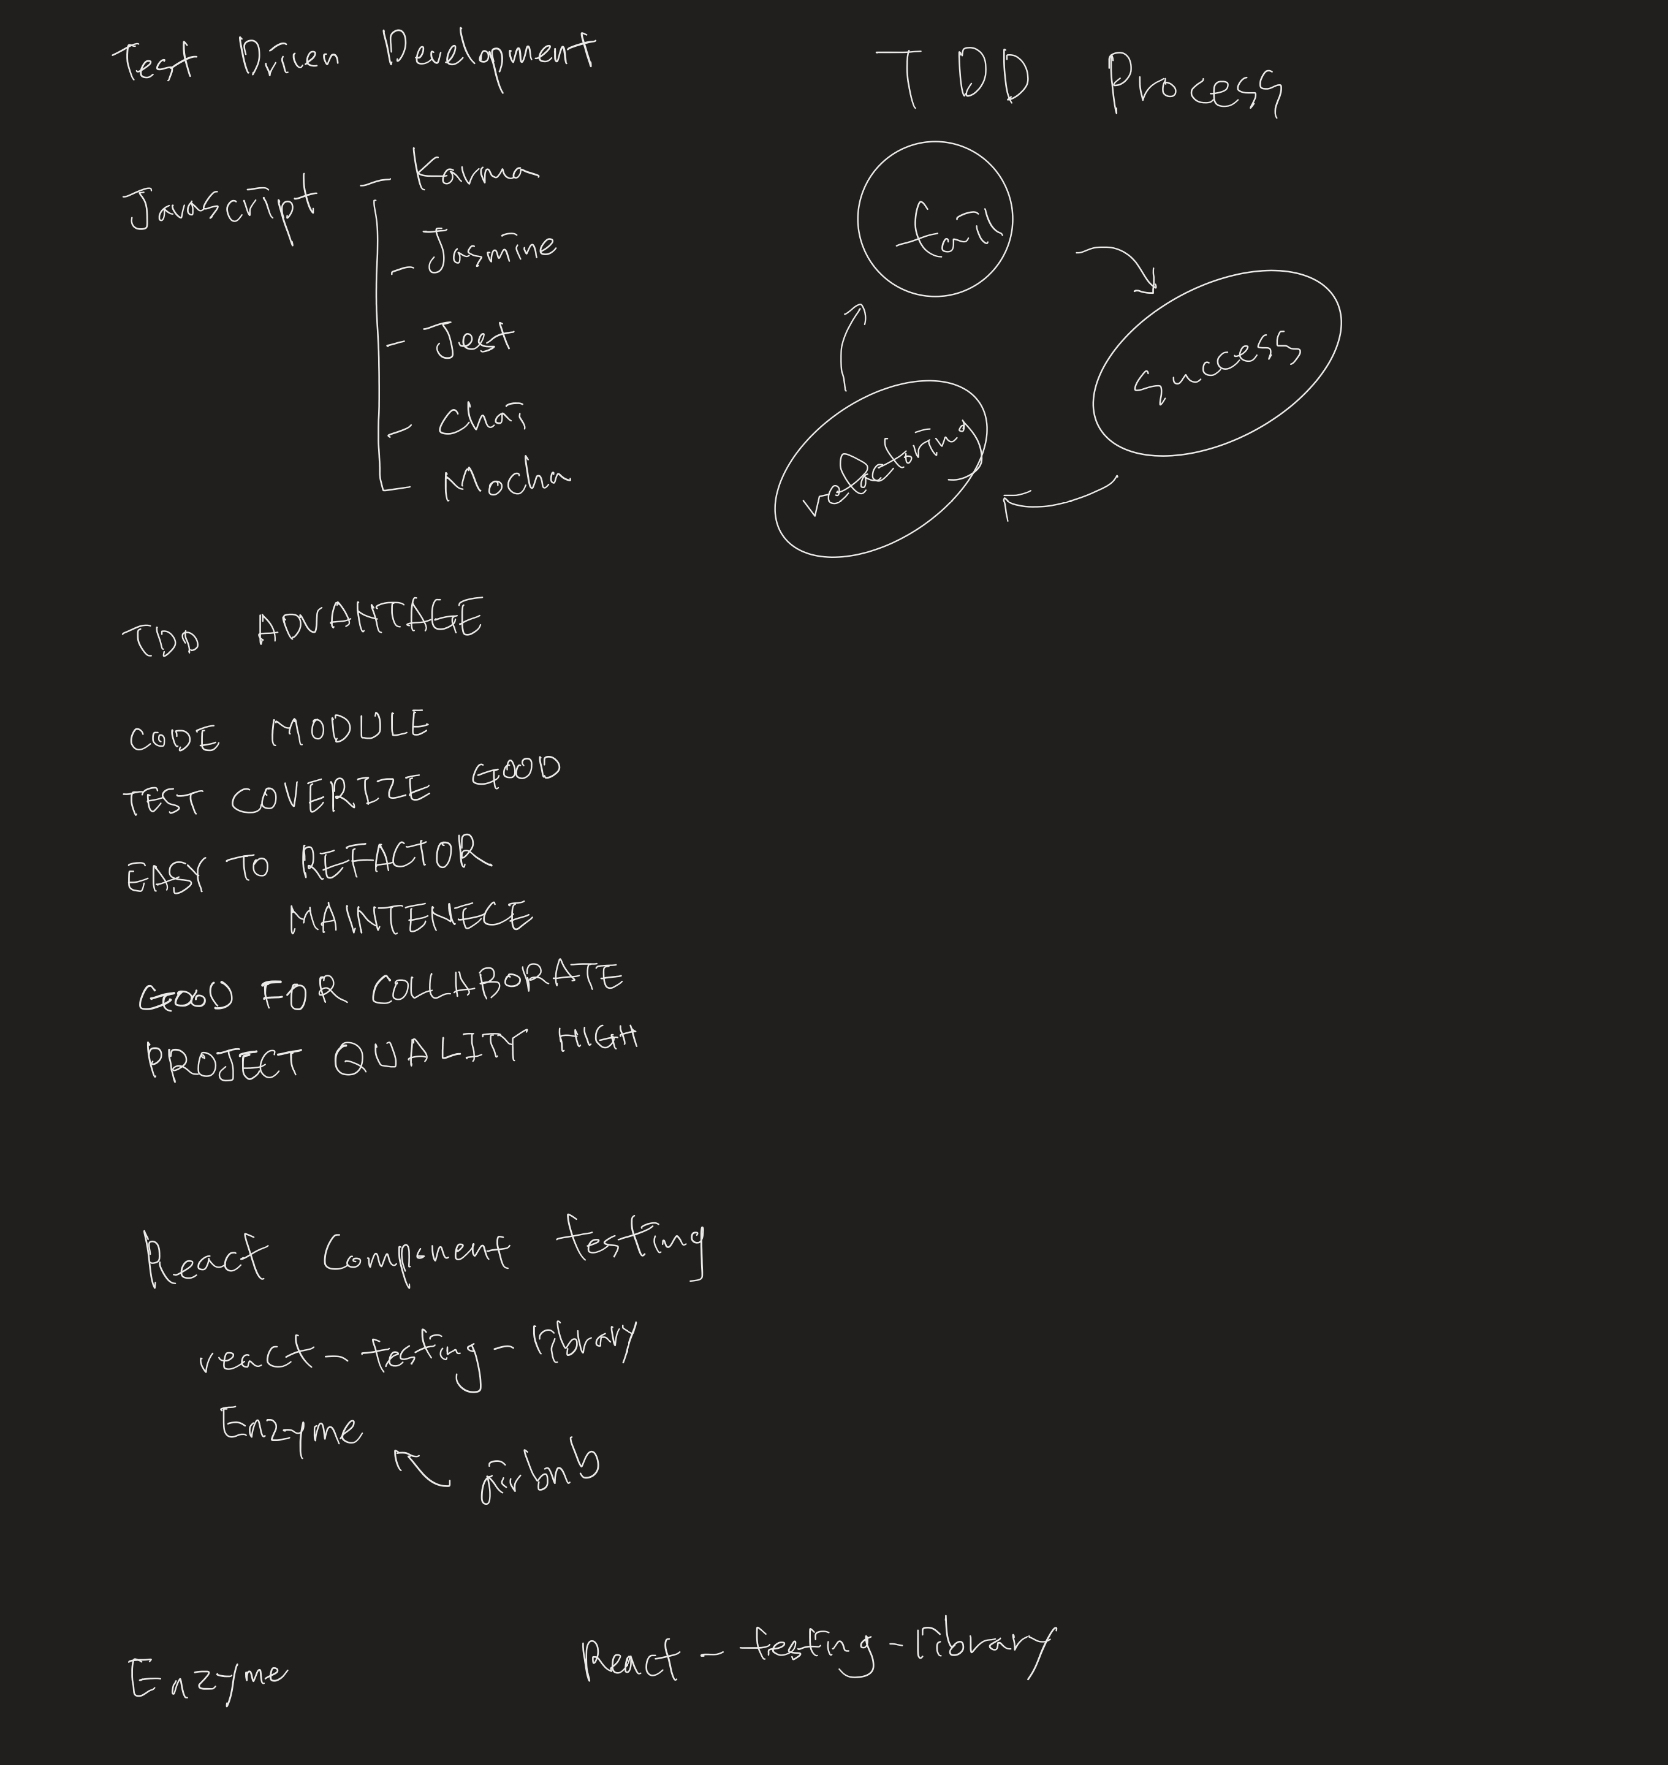 Test Driven Development
TDD Process
Javascript - Karma
- Jasmine
- Jest
- Chai
Mocha
fail
success
refactoring
TDD ADVANTAGE
CODE MODULE
TEST COVERIZE GOOD
EASY TO REFACTOR
MAINTENECE
GOOD FOR COLLABORATE
PROJECT QUALITY HIGH
React Component testing
react-testing-library
Enzyme
airbnb
Enzyme
React-testing-library